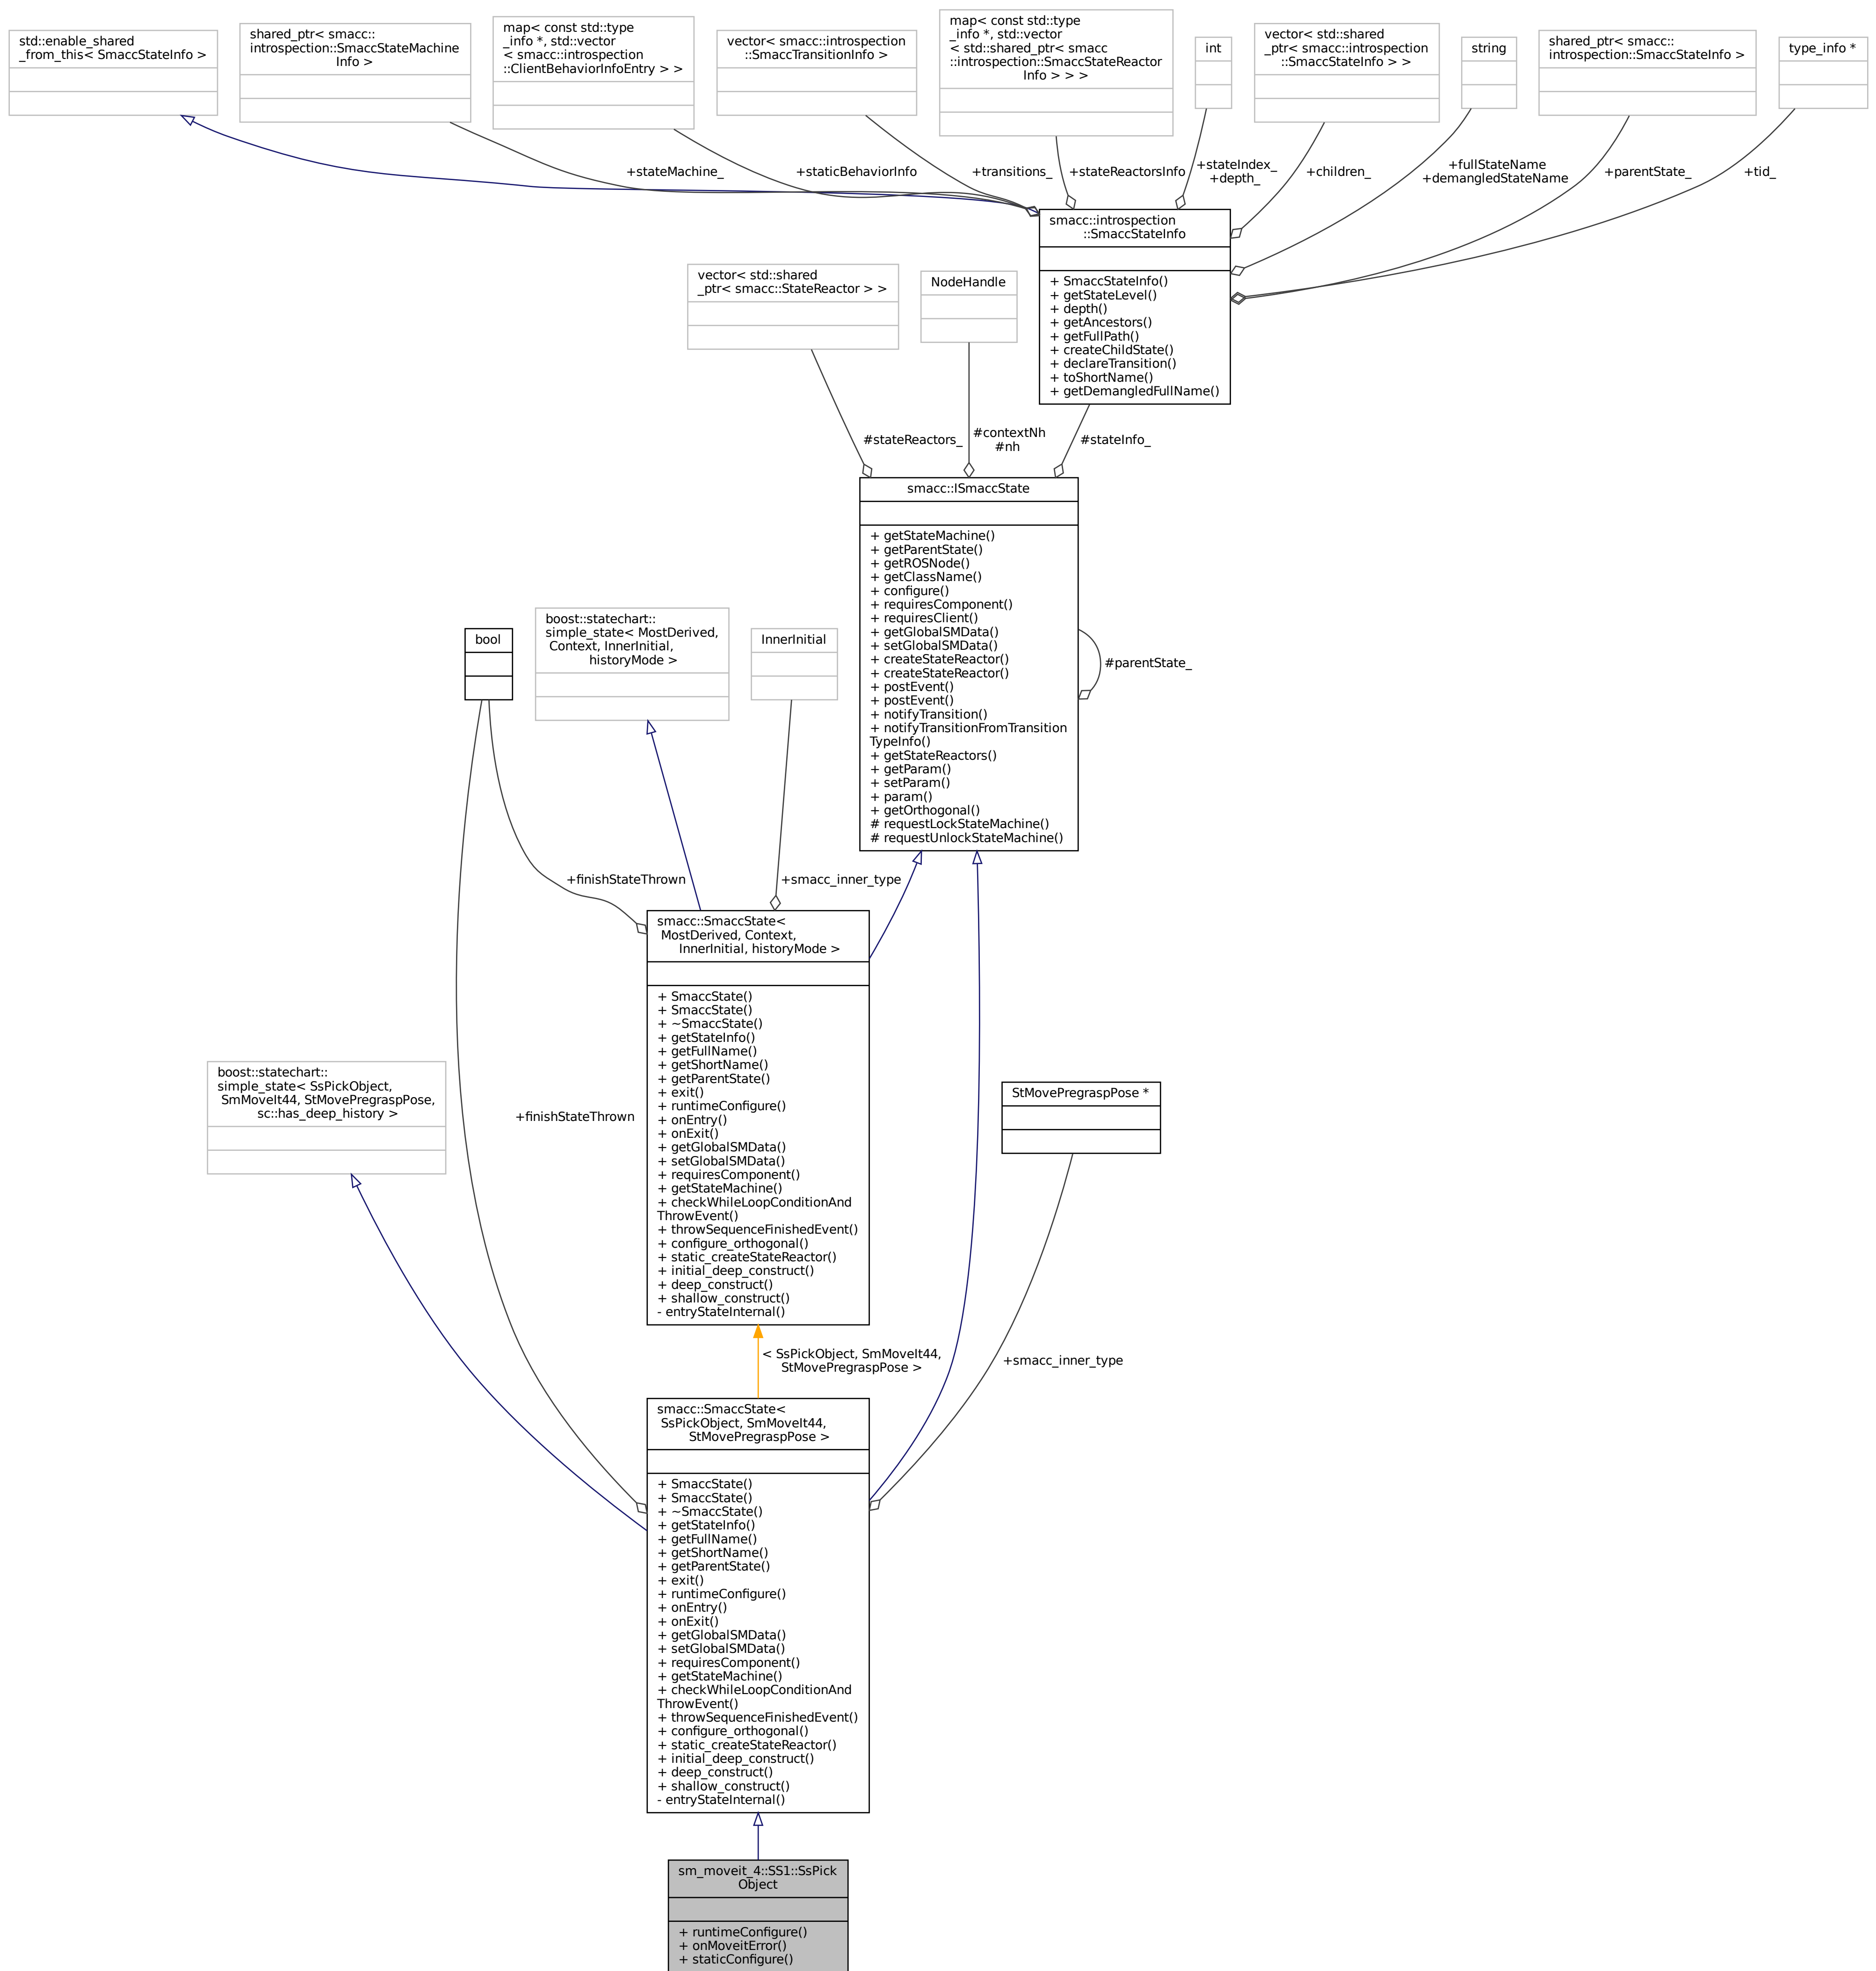 std::enable_shared
_from_this< SmaccStateInfo >
shared_ptr< smacc::
introspection::SmaccStateMachine
Info >
map< const std::type
_info *, std::vector
< smacc::introspection
::ClientBehaviorInfoEntry > >
vector< smacc::introspection
::SmaccTransitionInfo >
map< const std::type
_info *, std::vector
< std::shared_ptr< smacc
::introspection::SmaccStateReactor
Info > > >
int
vector< std::shared
_ptr< smacc::introspection
::SmaccStateInfo > >
string
shared_ptr< smacc::
introspection::SmaccStateInfo >
type_info *
+stateMachine_
+staticBehaviorInfo
+transitions_
+stateReactorsInfo
+stateIndex_
+depth_
+children_
+fullStateName
+demangledStateName
+parentState_
+tid_
smacc::introspection
::SmaccStateInfo
+ SmaccStateInfo()
+ getStateLevel()
+ depth()
+ getAncestors()
+ getFullPath()
+ createChildState()
+ declareTransition()
+ toShortName()
+ getDemangledFullName()
vector< std::shared
_ptr< smacc::StateReactor > >
NodeHandle
#stateReactors_
#contextNh
#nh
#stateInfo_
smacc::ISmaccState
+ getStateMachine()
+ getParentState()
+ getROSNode()
+ getClassName()
+ configure()
+ requiresComponent()
+ requiresClient()
+ getGlobalSMData()
+ setGlobalSMData()
+ createStateReactor()
+ createStateReactor()
+ postEvent()
+ postEvent()
+ notifyTransition()
+ notifyTransitionFromTransition
TypeInfo()
+ getStateReactors()
+ getParam()
+ setParam()
+ param()
+ getOrthogonal()
# requestLockStateMachine()
# requestUnlockStateMachine()
#parentState_
bool
boost::statechart::
simple_state< MostDerived,
Context, InnerInitial,
historyMode >
InnerInitial
+finishStateThrown
+smacc_inner_type
smacc::SmaccState<
MostDerived, Context,
InnerInitial, historyMode >
+ SmaccState()
+ SmaccState()
+ ~SmaccState()
+ getStateInfo()
+ getFullName()
+ getShortName()
+ getParentState()
+ exit()
+ runtimeConfigure()
+ onEntry()
+ onExit()
+ getGlobalSMData()
+ setGlobalSMData()
+ requiresComponent()
+ getStateMachine()
+ checkWhileLoopConditionAnd
ThrowEvent()
+ throwSequenceFinishedEvent()
+ configure_orthogonal()
+ static_createStateReactor()
+ initial_deep_construct()
+ deep_construct()
+ shallow_construct()
- entryStateInternal()
boost::statechart::
simple_state< SsPickObject,
SmMoveIt44, StMovePregraspPose,
sc::has_deep_history >
+finishStateThrown
StMovePregraspPose *
< SsPickObject, SmMoveIt44,
StMovePregraspPose >
+smacc_inner_type
smacc::SmaccState<
SsPickObject, SmMoveIt44,
StMovePregraspPose >
+ SmaccState()
+ SmaccState()
+ ~SmaccState()
+ getStateInfo()
+ getFullName()
+ getShortName()
+ getParentState()
+ exit()
+ runtimeConfigure()
+ onEntry()
+ onExit()
+ getGlobalSMData()
+ setGlobalSMData()
+ requiresComponent()
+ getStateMachine()
+ checkWhileLoopConditionAnd
ThrowEvent()
+ throwSequenceFinishedEvent()
+ configure_orthogonal()
+ static_createStateReactor()
+ initial_deep_construct()
+ deep_construct()
+ shallow_construct()
- entryStateInternal()
sm_moveit_4::SS1::SsPick
Object
+ runtimeConfigure()
+ onMoveitError()
+ staticConfigure()